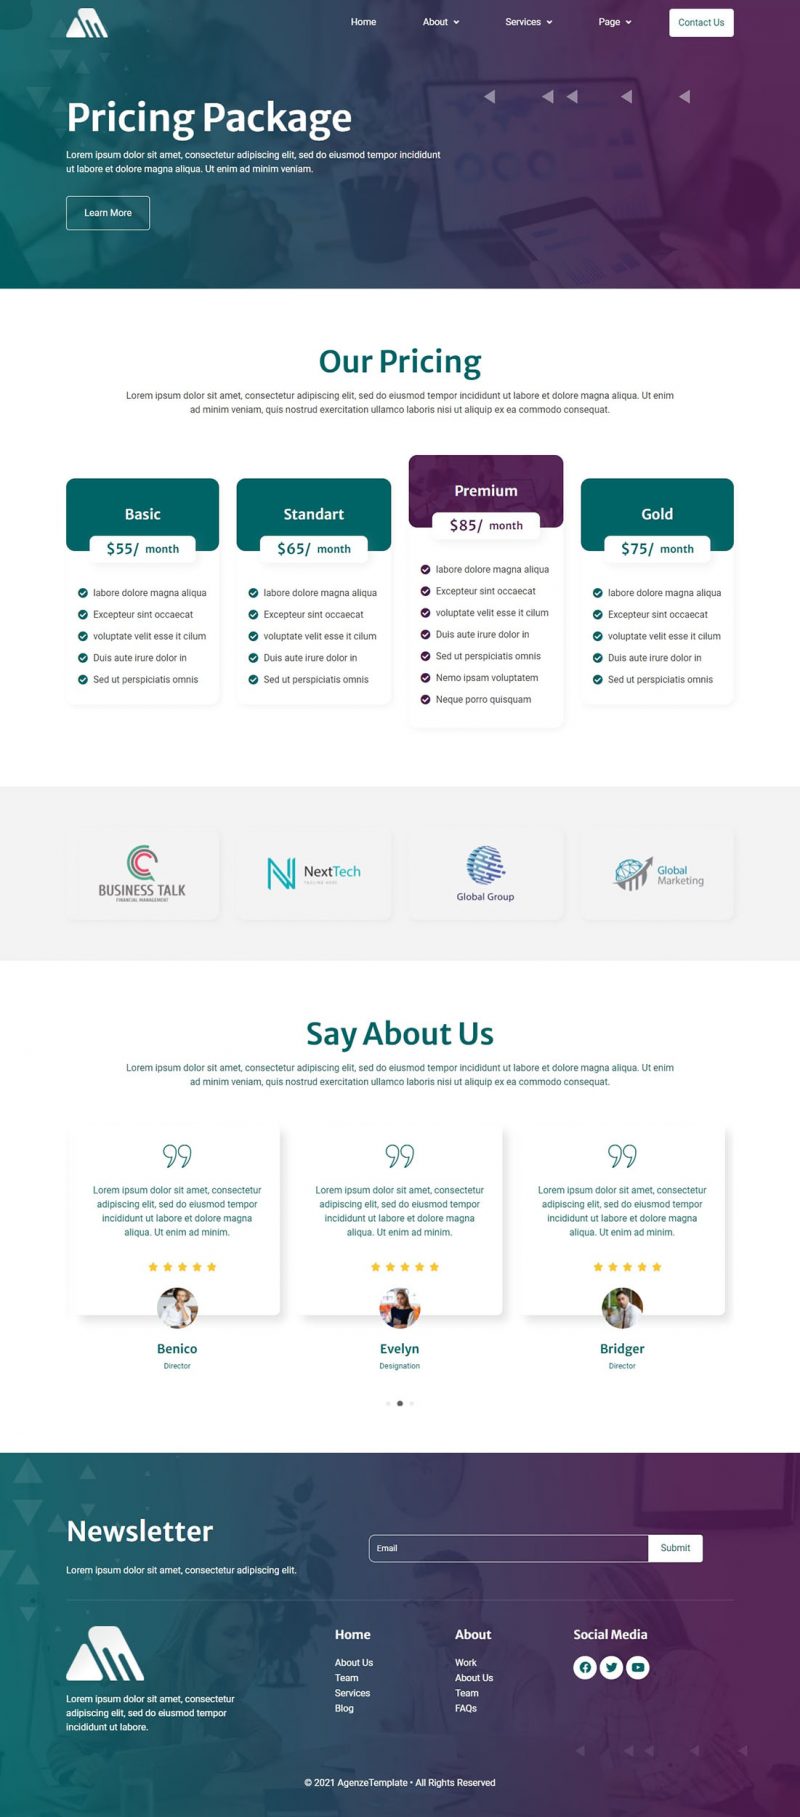 Home
About
Services
Page
Contact Us
Pricing Package
Lorem ipsum dolor sit amet, consectetur adipiscing elit, sed do eiusmod tempor incididunt
ut labore et dolore magna aliqua. Ut enim ad minim veniam.
Learn More
Our Pricing
Lorem ipsum dolor sit amet, consectetur adipiscing elit, sed do eiusmod tempor incididunt ut labore et dolore magna aliqua. Ut enim
ad minim veniam, quis nostrud exercitation ullamco laboris nisi ut aliquip ex ea commodo consequat.
Basic
$55/ month
labore dolore magna aliqua
Excepteur sint occaecat
voluptate velit esse it cilum
Duis aute irure dolor in
Sed ut perspiciatis omnis
Standart
$65/ month
labore dolore magna aliqua
Excepteur sint occaecat
voluptate velit esse it cilum
Duis aute irure dolor in
Sed ut perspiciatis omnis
Premium
$85/ month
labore dolore magna aliqua
Excepteur sint occaecat
voluptate velit esse it cilum
Duis aute irure dolor in
Sed ut perspiciatis omnis
Nemo ipsam voluptatem
Neque porro quisquam
Gold
$75/ month
labore dolore magna aliqua
Excepteur sint occaecat
voluptate velit esse it cilum
Duis aute irure dolor in
Sed ut perspiciatis omnis
BUSINESS TALK
FINANCIAL MANAGEMENT
NextTech
TAGLINE HERE
Global Group
Global
Marketing
Say About Us
Lorem ipsum dolor sit amet, consectetur adipiscing elit, sed do eiusmod tempor incididunt ut labore et dolore magna aliqua. Ut enim
ad minim veniam, quis nostrud exercitation ullamco laboris nisi ut aliquip ex ea commodo consequat.
Lorem ipsum dolor sit amet, consectetur
adipiscing elit, sed do eiusmod tempor
incididunt ut labore et dolore magna
aliqua. Ut enim ad minim.
Benico
Director
Lorem ipsum dolor sit amet, consectetur
adipiscing elit, sed do eiusmod tempor
incididunt ut labore et dolore magna
aliqua. Ut enim ad minim.
Evelyn
Designation
Lorem ipsum dolor sit amet, consectetur
adipiscing elit, sed do eiusmod tempor
incididunt ut labore et dolore magna
aliqua. Ut enim ad minim.
Bridger
Director
Newsletter
Lorem ipsum dolor sit amet, consectetur adipiscing elit.
Email
Submit
Lorem ipsum dolor sit amet, consectetur
adipiscing elit, sed do eiusmod tempor
incididunt ut labore.
Home
About Us
Team
Services
Blog
About
Work
About Us
Team
FAQs
Social Media
© 2021 AgenzeTemplate • All Rights Reserved